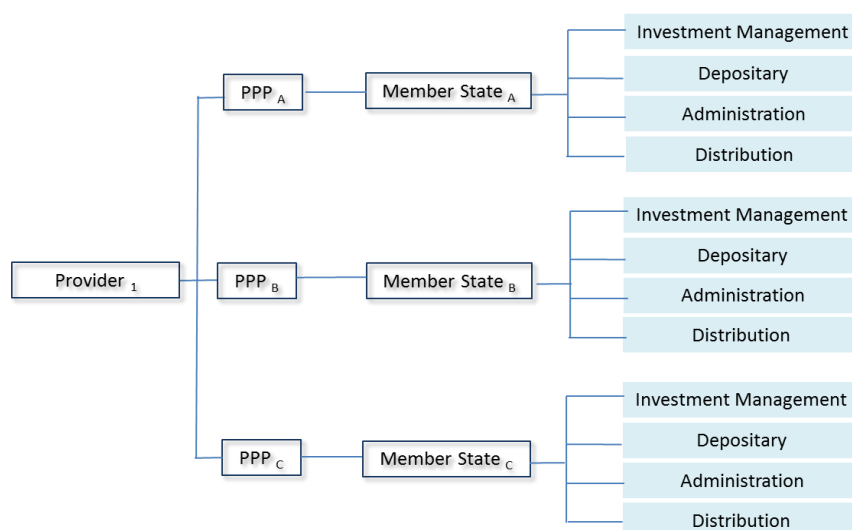 Investment Management
PPP A
Member State A
Depositary
Administration
Distribution
Investment Management
Provider 1
PPP B
Member State B
Depositary
Administration
Distribution
Investment Management
PPP C
Member State C
Depositary
Administration
Distribution